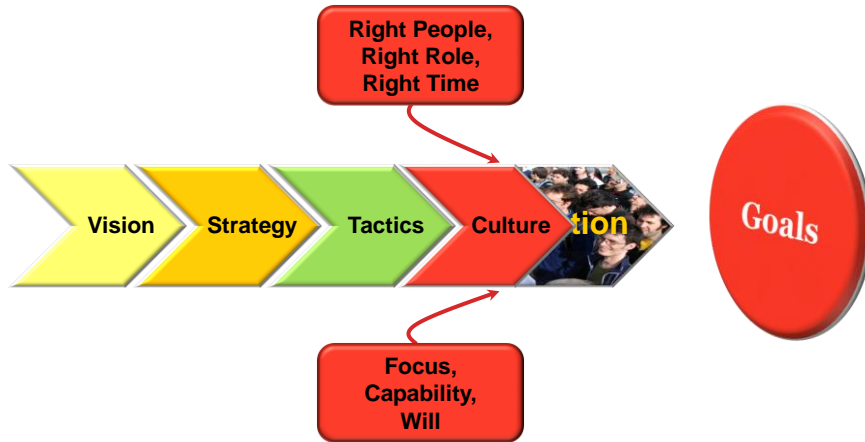 Right People,
Right Role,
Right Time
Vision
Strategy
Tactics
Culture
tion
Goals
Focus,
Capability,
Will